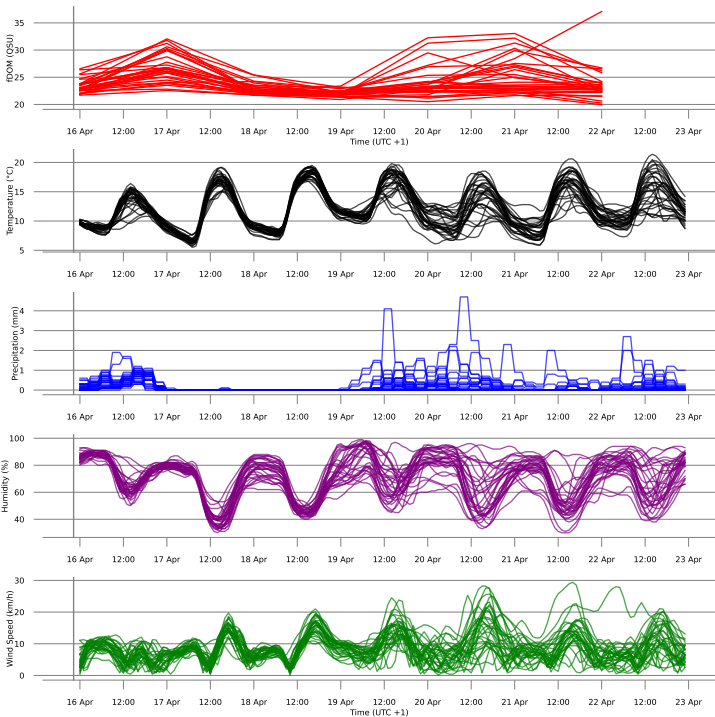 fDOM (QSU)
35
30
25
20
16 Apr 12:00 17 Apr 12:00 18 Apr 12:00 19 Apr 12:00 20 Apr 12:00 21 Apr 12:00 22 Apr 12:00 23 Apr
Time (UTC +1)
Temperature (°C)
20
15
10
5
16 Apr 12:00 17 Apr 12:00 18 Apr 12:00 19 Apr 12:00 20 Apr 12:00 21 Apr 12:00 22 Apr 12:00 23 Apr
Precipitation (mm)
4
3
2
1
0
16 Apr 12:00 17 Apr 12:00 18 Apr 12:00 19 Apr 12:00 20 Apr 12:00 21 Apr 12:00 22 Apr 12:00 23 Apr
Humidity (%)
100
80
60
40
16 Apr 12:00 17 Apr 12:00 18 Apr 12:00 19 Apr 12:00 20 Apr 12:00 21 Apr 12:00 22 Apr 12:00 23 Apr
Wind Speed (km/h)
30
20
10
0
16 Apr 12:00 17 Apr 12:00 18 Apr 12:00 19 Apr 12:00 20 Apr 12:00 21 Apr 12:00 22 Apr 12:00 23 Apr
Time (UTC +1)